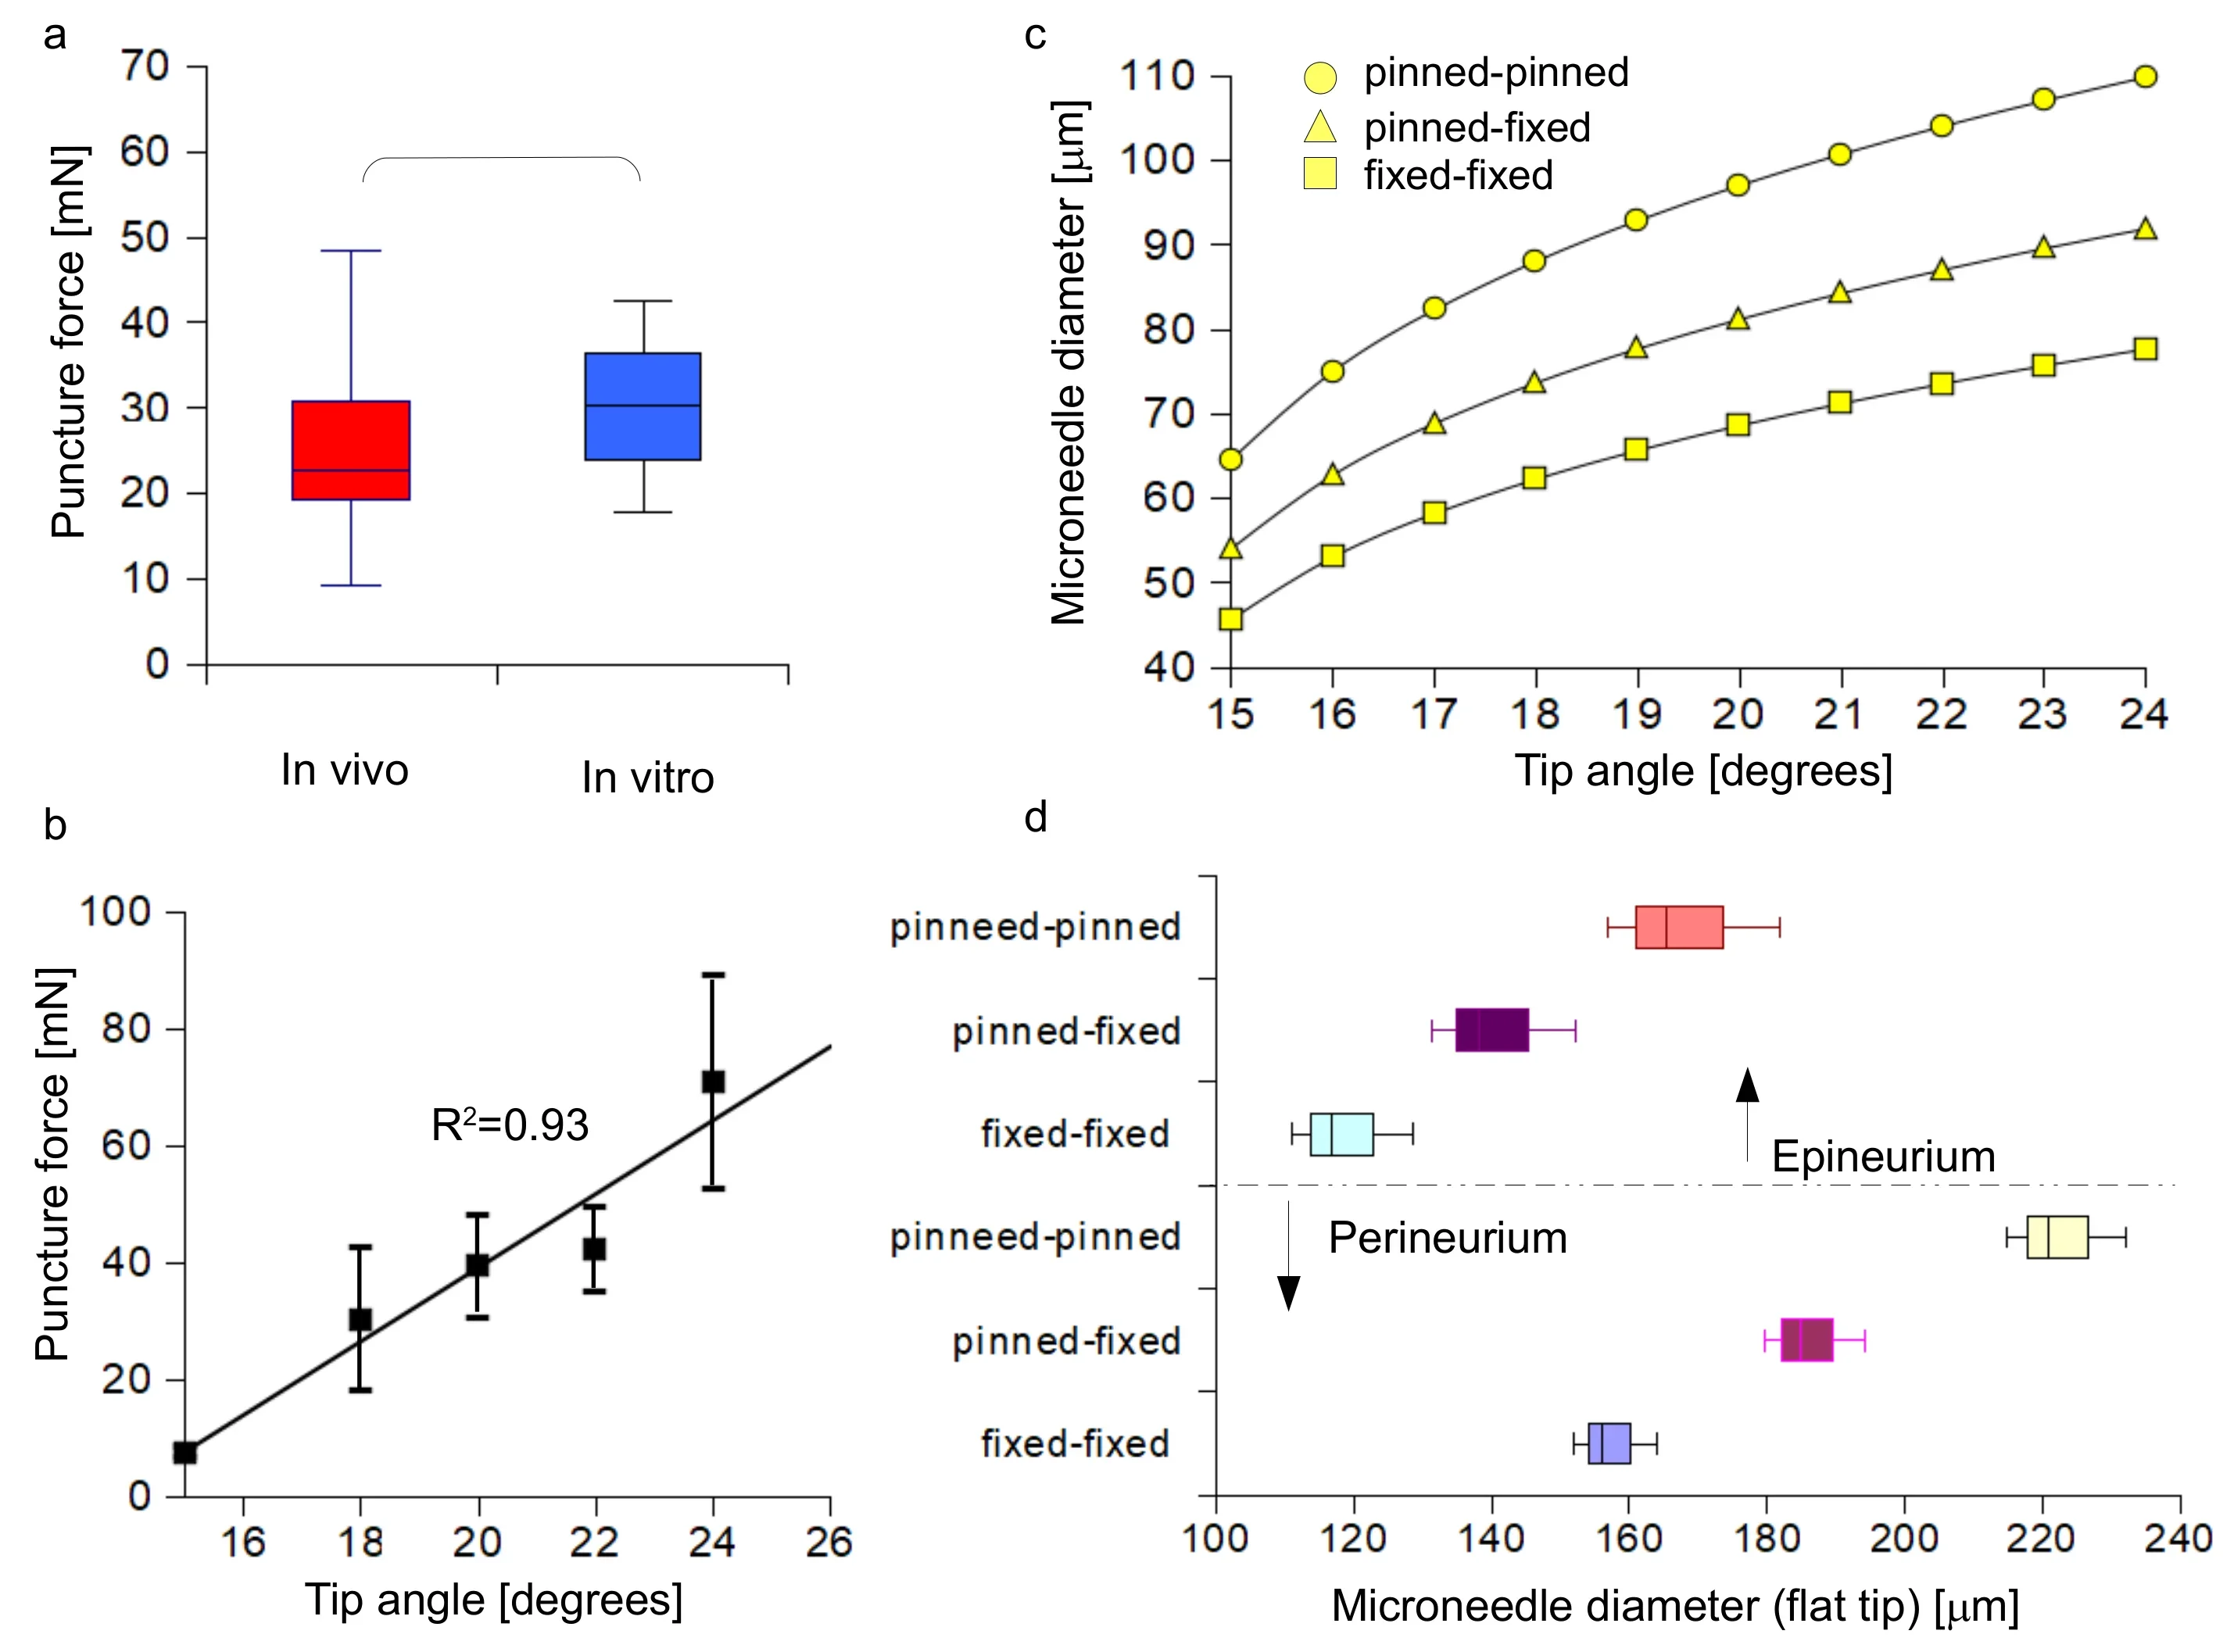 a
70
60
50
40
30
20
10
0
Puncture force [mN]
In vivo
In vitro
c
pinned-pinned
pinned-fixed
fixed-fixed
110
100
90
80
70
60
50
40
Microneedle diameter [μm]
15 16 17 18 19 20 21 22 23 24
Tip angle [degrees]
b
100
80
60
40
20
0
Puncture force [mN]
R²=0.93
16 18 20 22 24 26
Tip angle [degrees]
d
pinneed-pinned
pinned-fixed
fixed-fixed
Epineurium
pinneed-pinned
Perineurium
pinned-fixed
fixed-fixed
100 120 140 160 180 200 220 240
Microneedle diameter (flat tip) [μm]